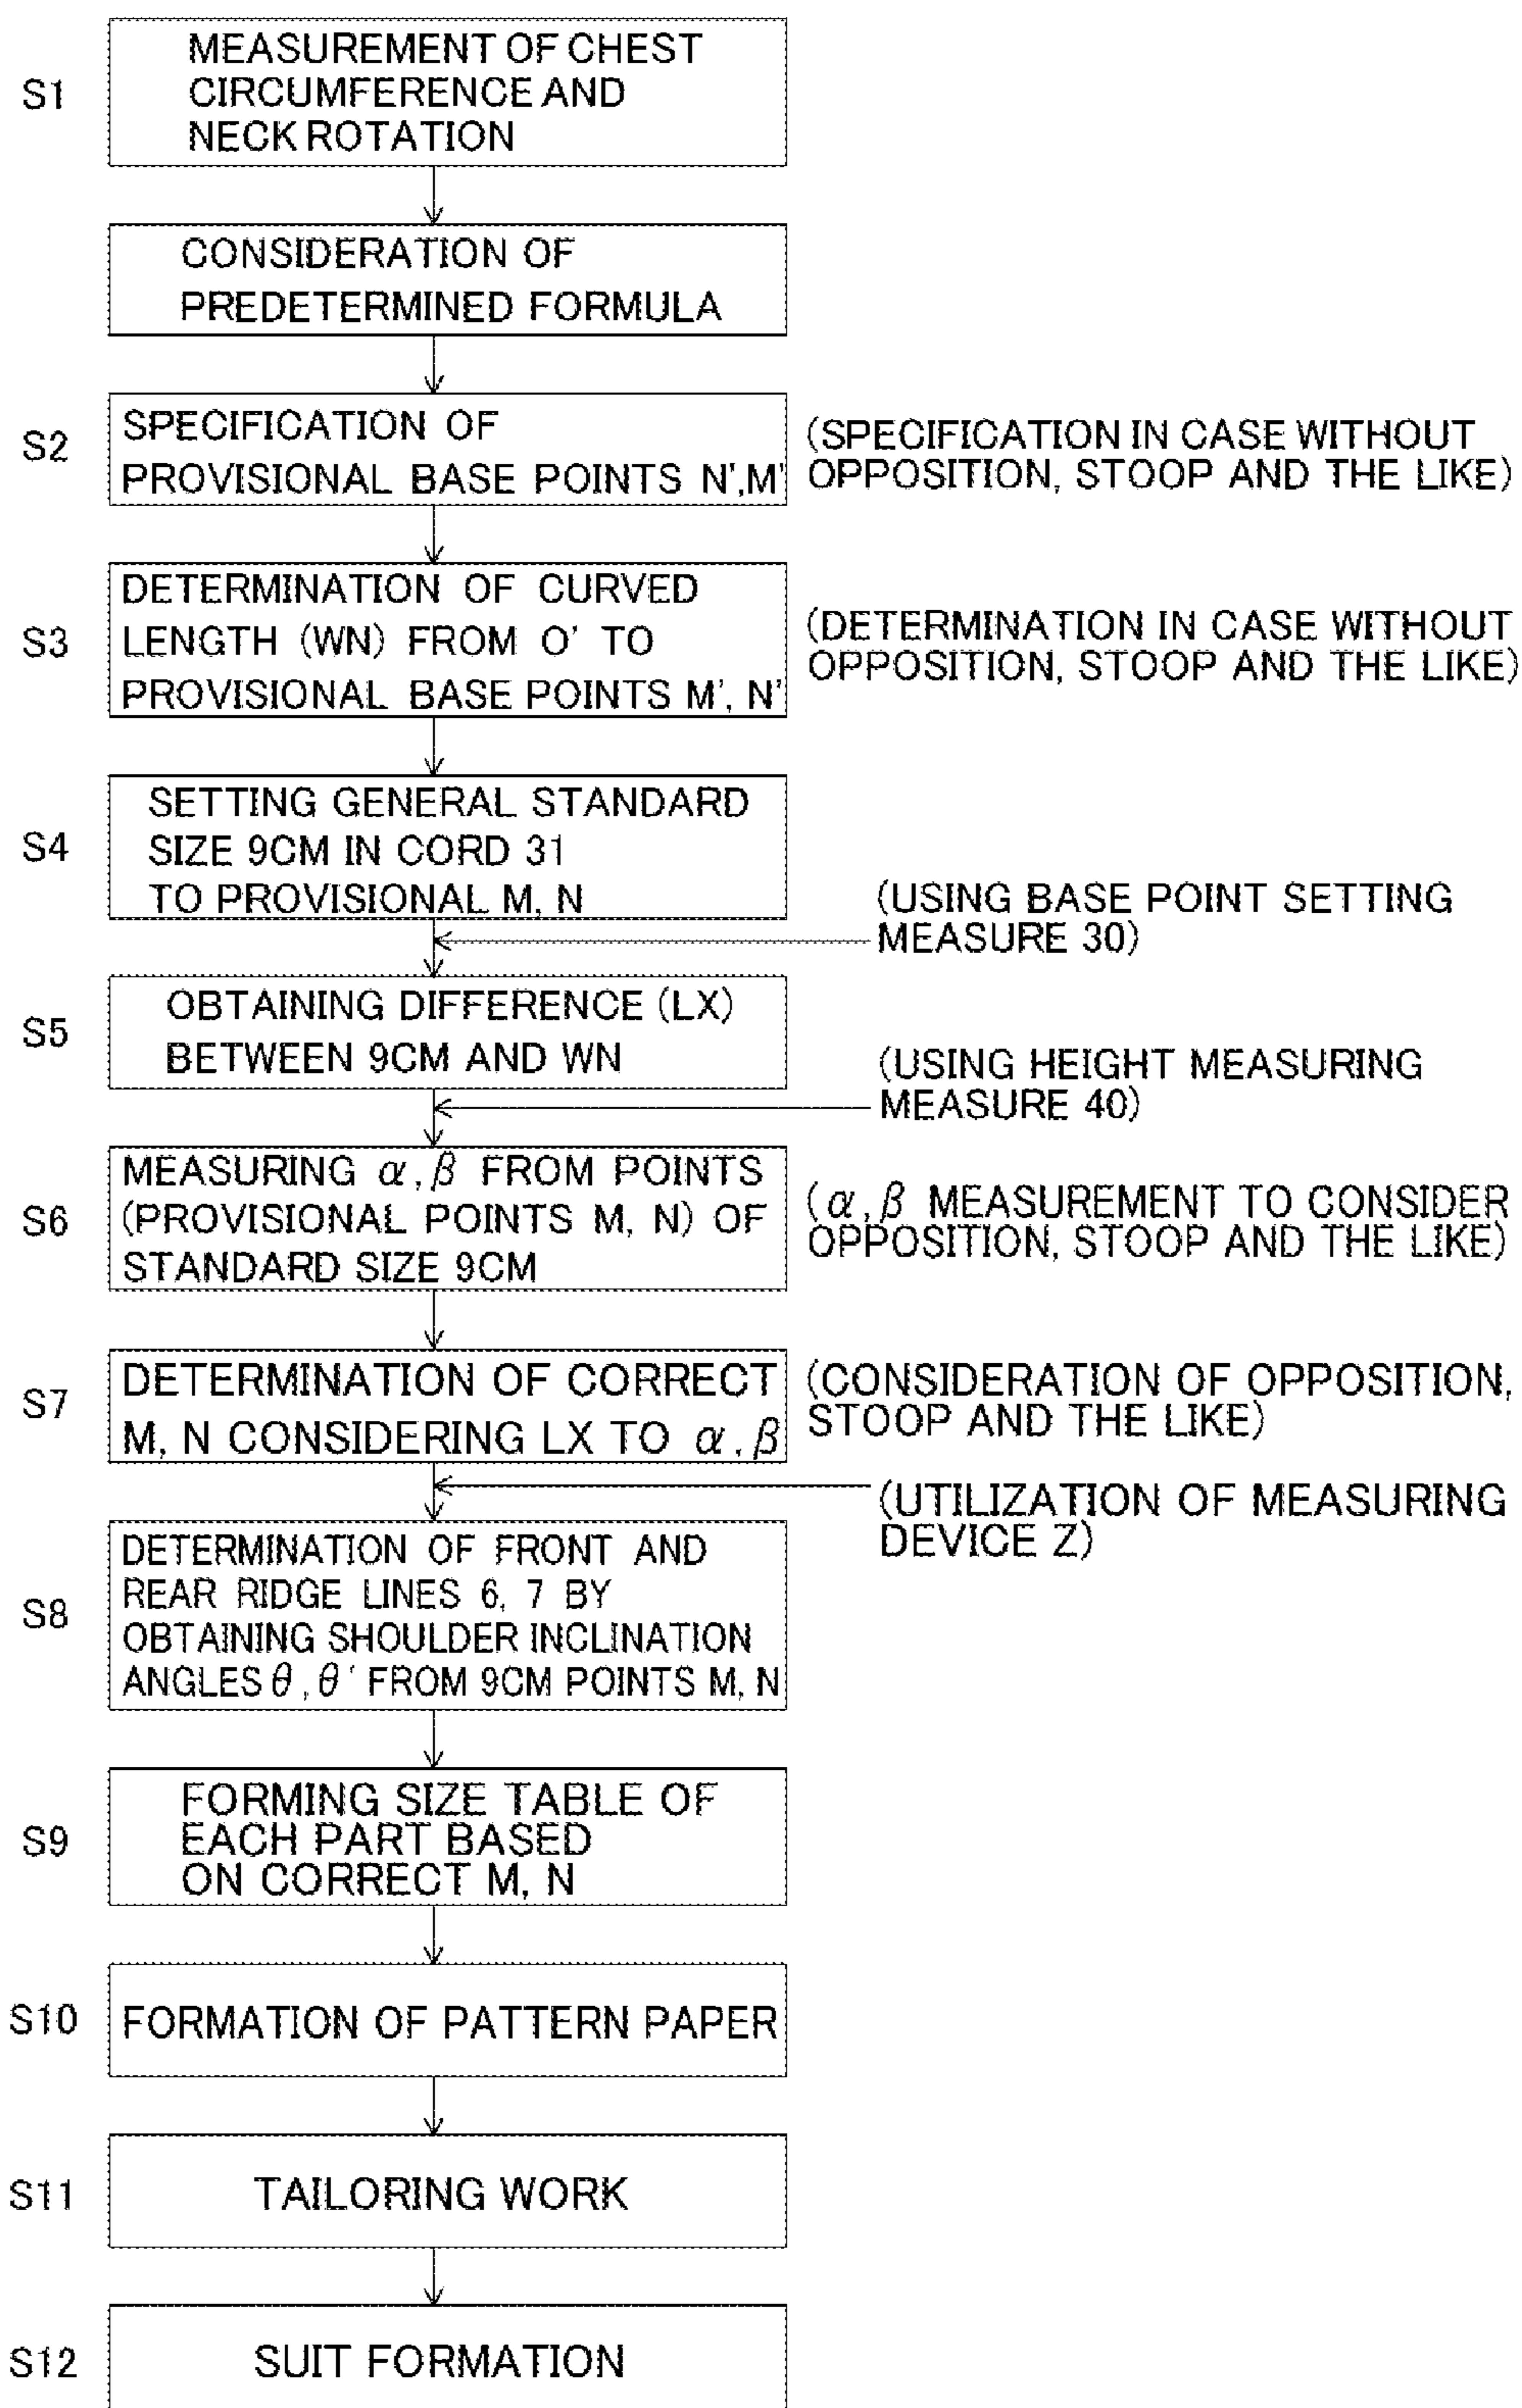 S1
MEASUREMENT OF CHEST
CIRCUMFERENCE AND
NECK ROTATION
CONSIDERATION OF
PREDETERMINED FORMULA
S2
SPECIFICATION OF
PROVISIONAL BASE POINTS N',M'
(SPECIFICATION IN CASE WITHOUT
OPPOSITION, STOOP AND THE LIKE)
S3
DETERMINATION OF CURVED
LENGTH (WN) FROM O' TO
PROVISIONAL BASE POINTS M', N'
(DETERMINATION IN CASE WITHOUT
OPPOSITION, STOOP AND THE LIKE)
S4
SETTING GENERAL STANDARD
SIZE 9CM IN CORD 31
TO PROVISIONAL M, N
(USING BASE POINT SETTING
MEASURE 30)
S5
OBTAINING DIFFERENCE (LX)
BETWEEN 9CM AND WN
(USING HEIGHT MEASURING
MEASURE 40)
S6
MEASURING α,β FROM POINTS
(PROVISIONAL POINTS M, N) OF
STANDARD SIZE 9CM
(α,β MEASUREMENT TO CONSIDER
OPPOSITION, STOOP AND THE LIKE)
S7
DETERMINATION OF CORRECT
M, N CONSIDERING LX TO α,β
(CONSIDERATION OF OPPOSITION,
STOOP AND THE LIKE)
(UTILIZATION OF MEASURING
DEVICE Z)
S8
DETERMINATION OF FRONT AND
REAR RIDGE LINES 6, 7 BY
OBTAINING SHOULDER INCLINATION
ANGLES θ,θ' FROM 9CM POINTS M, N
S9
FORMING SIZE TABLE OF
EACH PART BASED
ON CORRECT M, N
S10
FORMATION OF PATTERN PAPER
S11
TAILORING WORK
S12
SUIT FORMATION